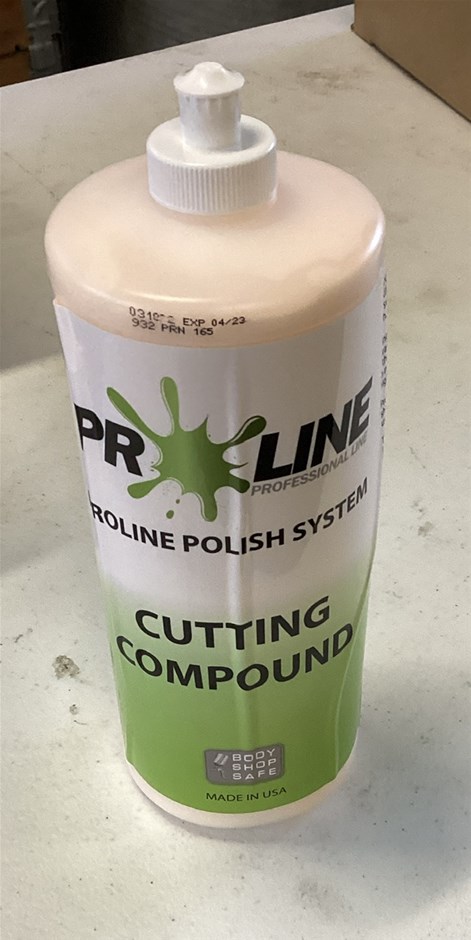 EXP 04/23
932 PRN 165
PR LINE
PROFESSIONAL LINE
ROLINE POLISH SYSTEM
CUTTING
COMPOUND
BODY
SHOP
SAFE
MADE IN USA